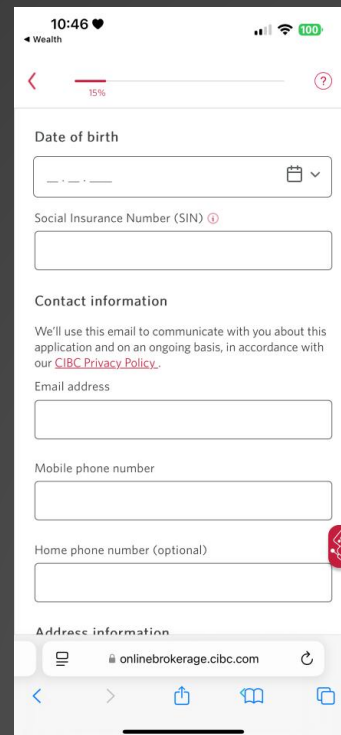 10:46
◀ Wealth
100
?
15%
Date of birth
__ . __ . ____
Social Insurance Number (SIN)
Contact information
We'll use this email to communicate with you about this
application and on an ongoing basis, in accordance with
our CIBC Privacy Policy .
Email address
Mobile phone number
Home phone number (optional)
Address information
onlinebrokerage.cibc.com